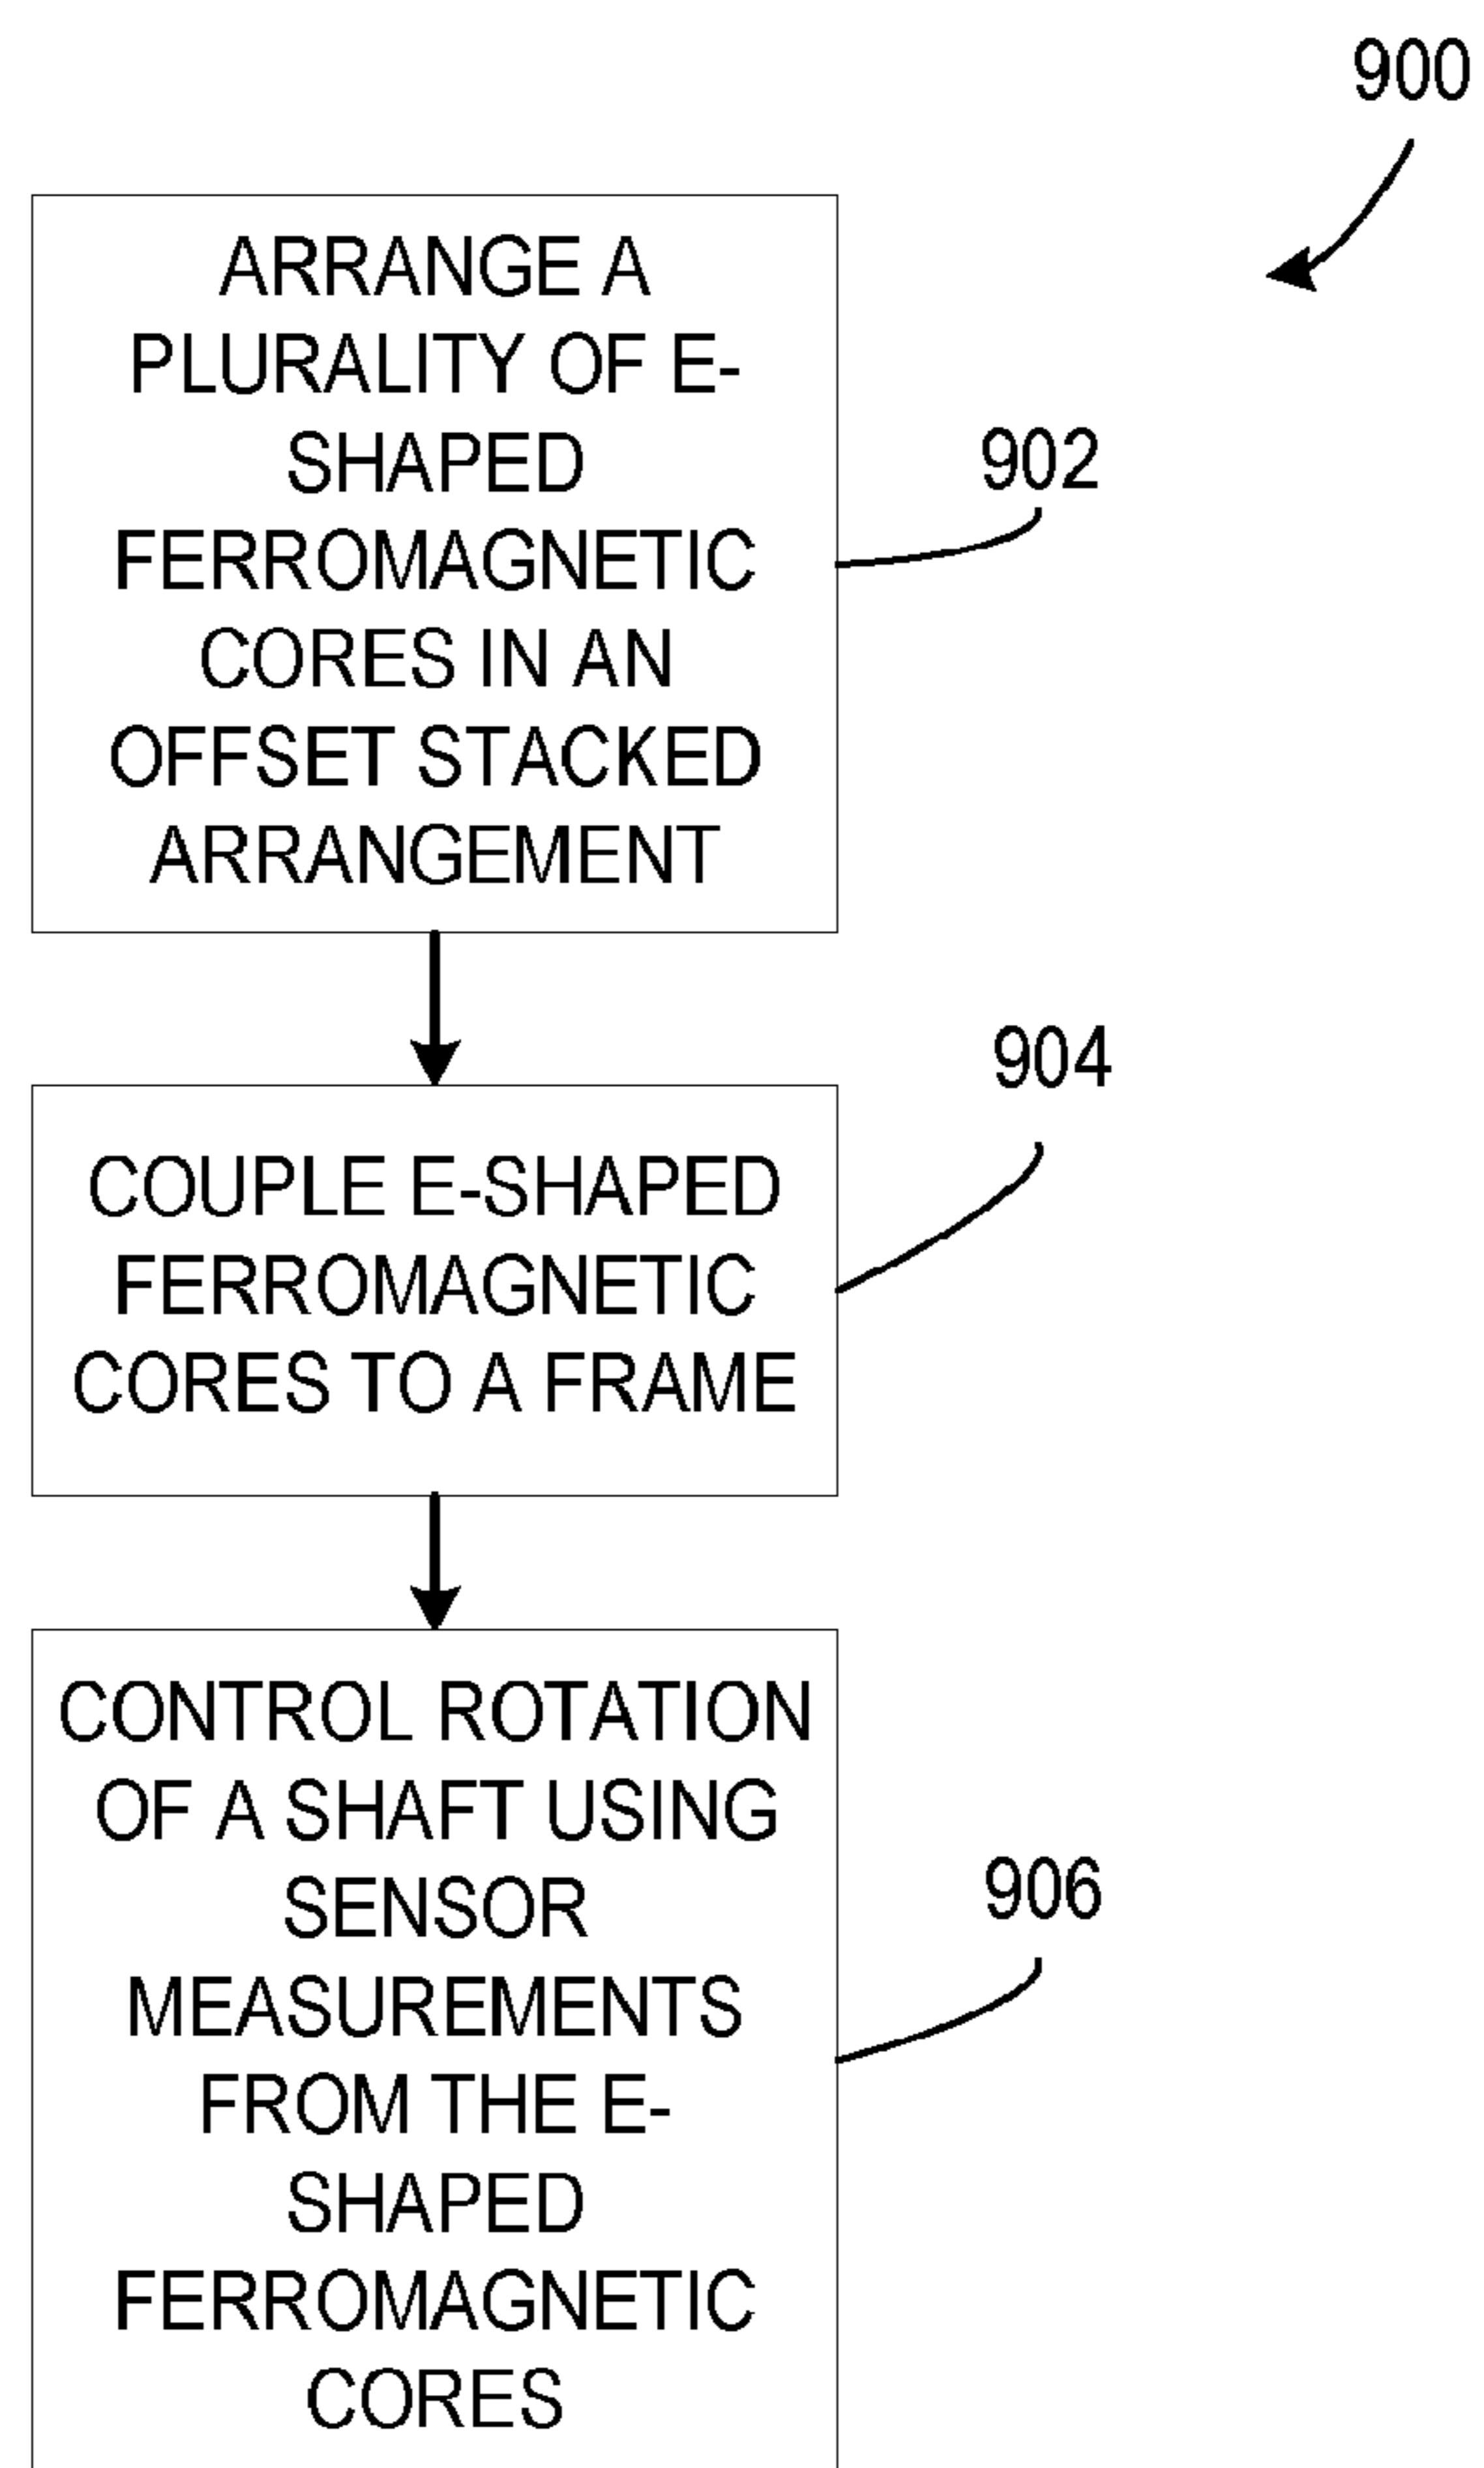 900
ARRANGE A
PLURALITY OF E-
SHAPED
FERROMAGNETIC
CORES IN AN
OFFSET STACKED
ARRANGEMENT
902
COUPLE E-SHAPED
FERROMAGNETIC
CORES TO A FRAME
904
CONTROL ROTATION
OF A SHAFT USING
SENSOR
MEASUREMENTS
FROM THE E-
SHAPED
FERROMAGNETIC
CORES
906